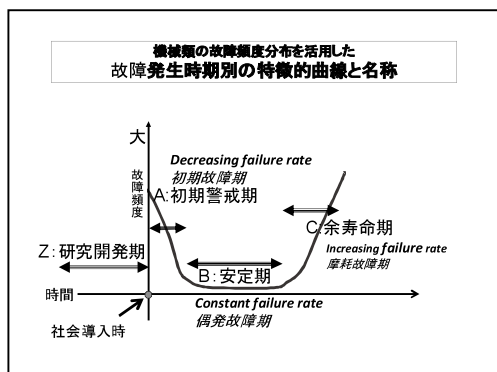 機械類の故障頻度分布を活用した
故障発生時期別の特徴的曲線と名称
大
故障頻度
Decreasing failure rate
初期故障期
A:初期警戒期
C:余寿命期
Z:研究開発期
Increasing failure rate
摩耗故障期
B:安定期
時間
Constant failure rate
偶発故障期
社会導入時